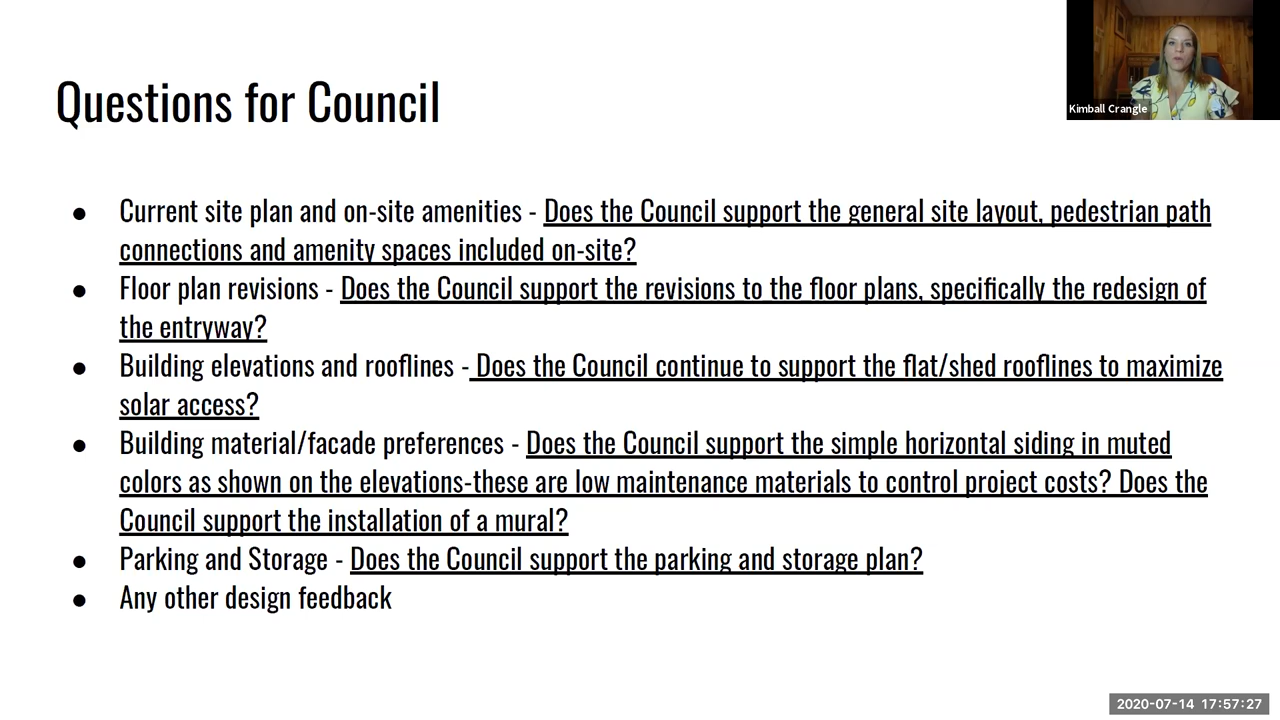 Kimball Crangle
Questions for Council
● Current site plan and on-site amenities - Does the Council support the general site layout, pedestrian path
connections and amenity spaces included on-site?
● Floor plan revisions - Does the Council support the revisions to the floor plans, specifically the redesign of
the entryway?
● Building elevations and rooflines - Does the Council continue to support the flat/shed rooflines to maximize
solar access?
● Building material/facade preferences - Does the Council support the simple horizontal siding in muted
colors as shown on the elevations-these are low maintenance materials to control project costs? Does the
Council support the installation of a mural?
● Parking and Storage - Does the Council support the parking and storage plan?
● Any other design feedback
2020-07-14 17:57:27